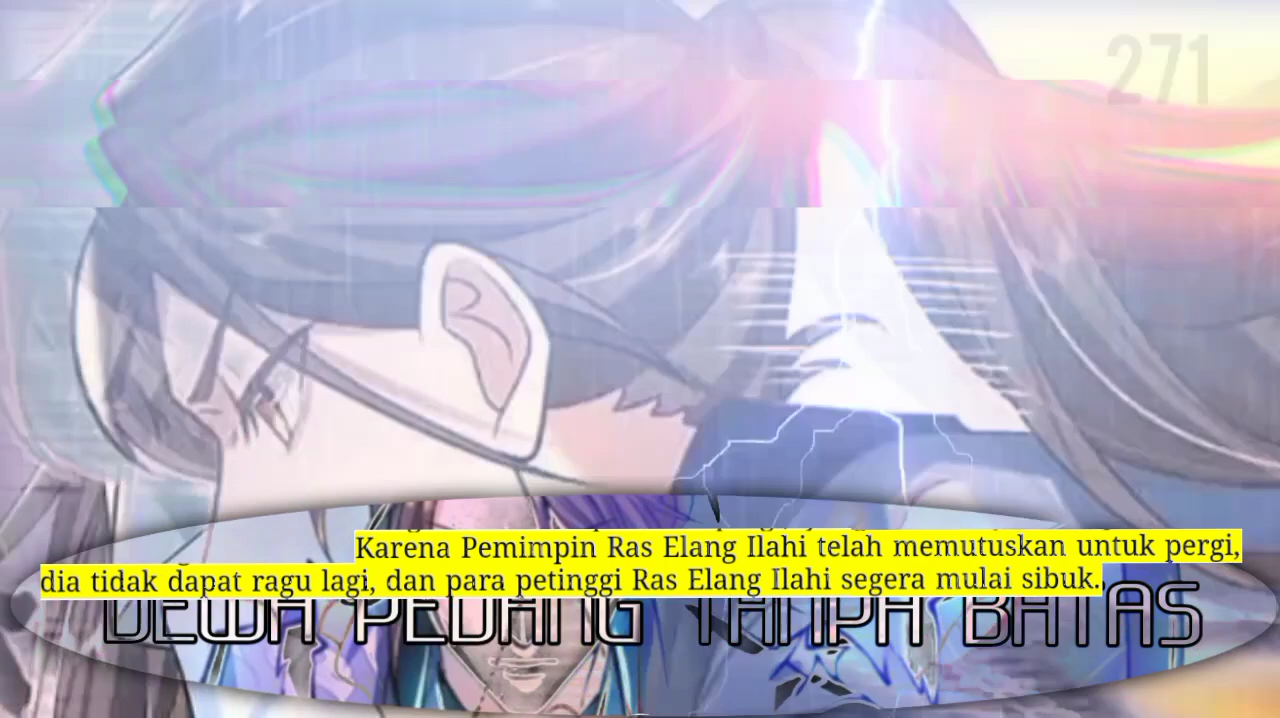 271
Karena Pemimpin Ras Elang Ilahi telah memutuskan untuk pergi,
dia tidak dapat ragu lagi, dan para petinggi Ras Elang Ilahi segera mulai sibuk.
DEWA PEDANG TANPA BATAS